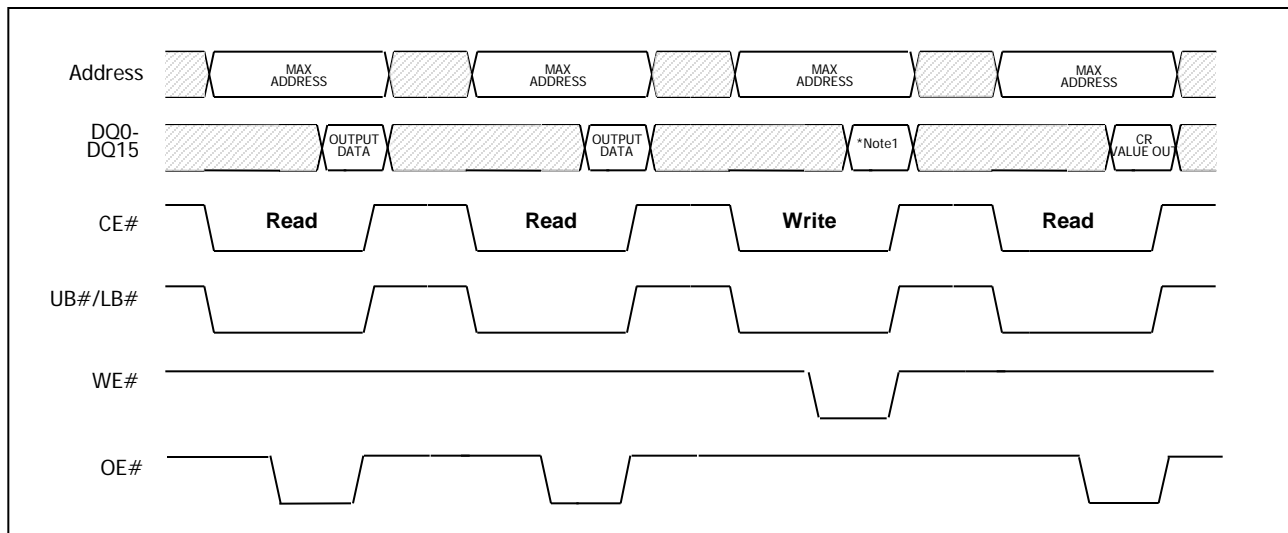 Address
MAX
ADDRESS
MAX
ADDRESS
MAX
ADDRESS
MAX
ADDRESS
DQ0-
DQ15
OUTPUT
DATA
OUTPUT
DATA
*Note1
CR
VALUE OUT
CE#
Read
Read
Write
Read
UB#/LB#
WE#
OE#